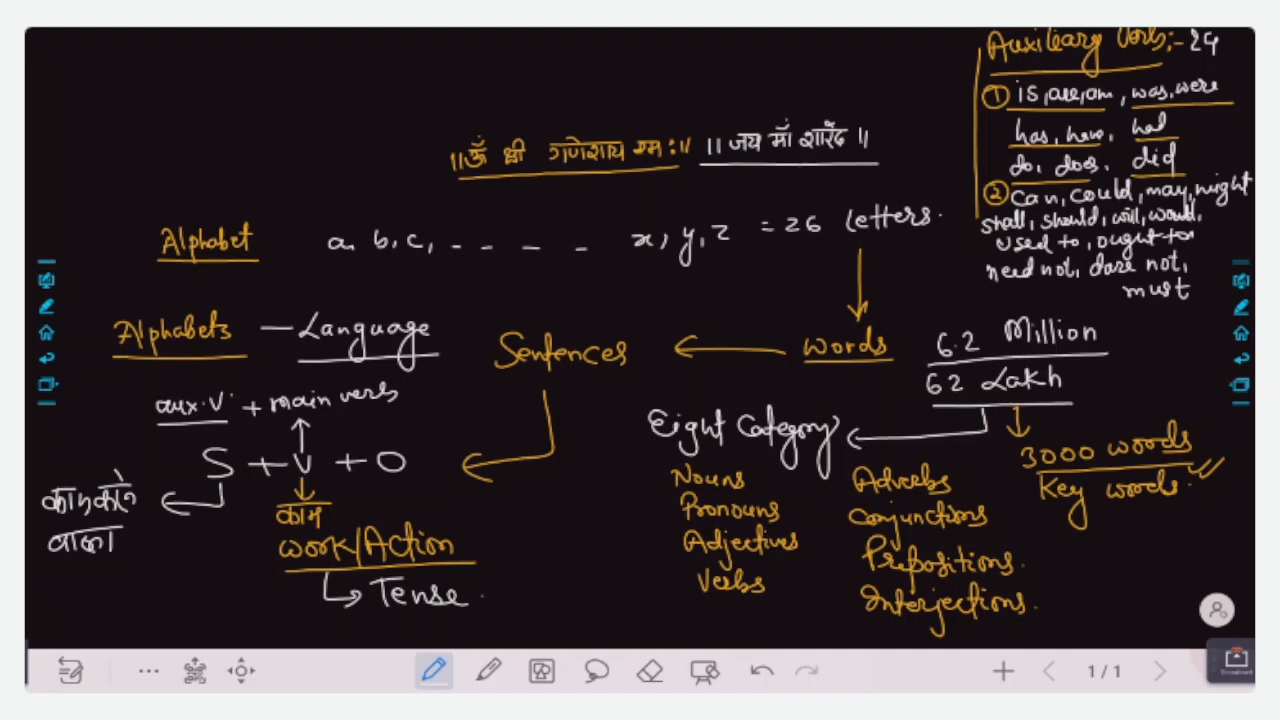 Auxiliary Verb:- 24
① is, are, am, was, were
has, have, had
do, does, did
② can, could, may, might
shall, should, will, would,
used to, ought to
need not, dare not,
must
||ॐ श्री गणेशाय नम:|| || जय माँ शारदे ||
Alphabet a, b, c, - - - - x, y, z = 26 letters.
Alphabets — Language
Sentences ← words 6.2 Million
62 Lakh
aux.v + main verb
S + V + O
काम करने
वाला
काम
work/Action
↳ Tense.
Eight Category
Nouns
Pronouns
Adjectives
Verbs
Adverbs
Conjunctions
Prepositions.
Interjections.
3000 words
Key words.
1/1